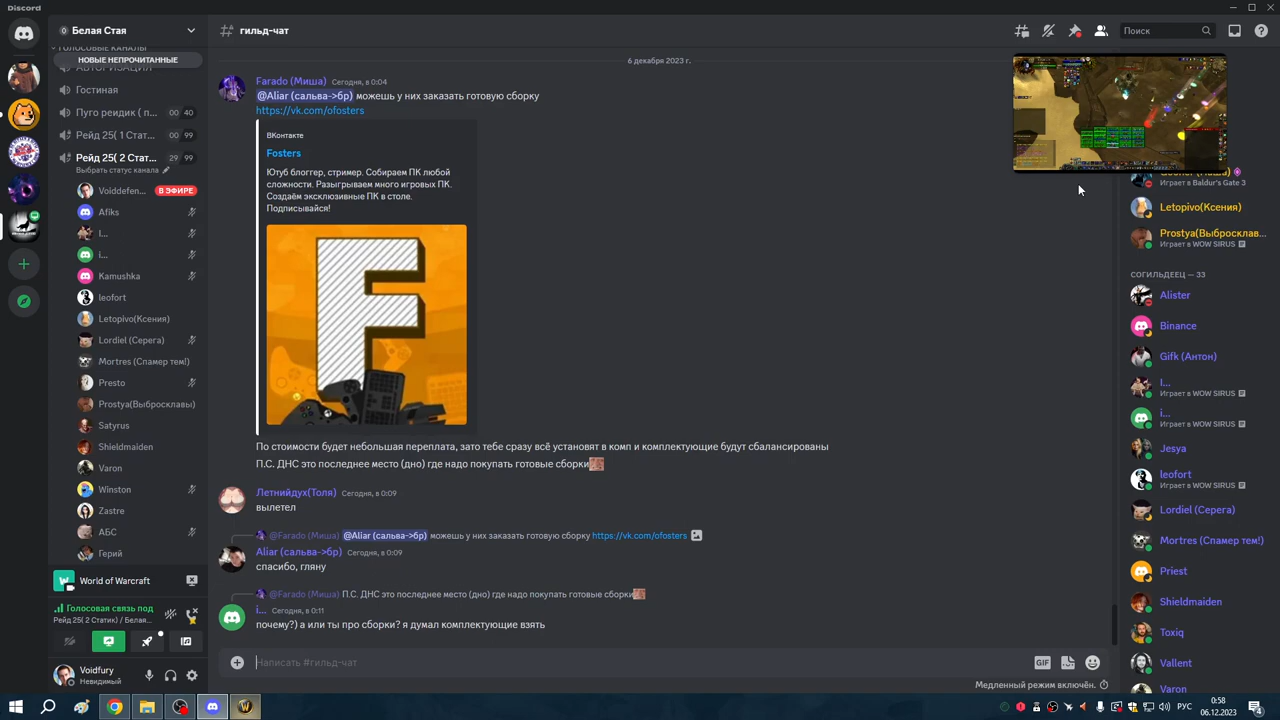 Discord
Белая Стая
гильд-чат
Поиск
ГОЛОСОВЫЕ КАНАЛЫ
НОВЫЕ НЕПРОЧИТАННЫЕ
АВТОРИЗАЦИЯ
Гостиная
Пуго реидик ( п... 00 40
Рейд 25( 1 Стат... 00 99
Рейд 25( 2 Стат... 29 99
Выбрать статус канала
Voiddefen... В ЭФИРЕ
Afiks
I...
i...
Kamushka
leofort
Letopivo(Ксения)
Lordiel (Серега)
Mortres (Спамер тем!)
Presto
Prostya(Выбросклавы)
Satyrus
Shieldmaiden
Varon
Winston
Zastre
АБС
Герий
World of Warcraft
Голосовая связь под
Рейд 25( 2 Статик) / Белая...
Voidfury
Невидимый
6 декабря 2023 г.
Farado (Миша) Сегодня, в 0:04
@Aliar (сальва->бр) можешь у них заказать готовую сборку
https://vk.com/ofosters
ВКонтакте
Fosters
Ютуб блоггер, стример. Собираем ПК любой
сложности. Разыгрываем много игровых ПК.
Создаём эксклюзивные ПК в столе.
Подписывайся!
F
По стоимости будет небольшая переплата, зато тебе сразу всё установят в комп и комплектующие будут сбалансированы
П.С. ДНС это последнее место (дно) где надо покупать готовые сборки
Летнийдух(Толя) Сегодня, в 0:09
вылетел
@Farado (Миша) @Aliar (сальва->бр) можешь у них заказать готовую сборку https://vk.com/ofosters
Aliar (сальва->бр) Сегодня, в 0:09
спасибо, гляну
@Farado (Миша) П.С. ДНС это последнее место (дно) где надо покупать готовые сборки
i... Сегодня, в 0:11
почему?) а или ты про сборки? я думал комплектующие взять
Написать #гильд-чат
GIF
Медленный режим включён.
Играет в Baldur's Gate 3
Letopivo(Ксения)
Prostya(Выбросклав...
Играет в WOW SIRUS
СОГИЛЬДЕЕЦ — 33
Alister
Binance
Gifk (Антон)
I...
Играет в WOW SIRUS
i...
Играет в WOW SIRUS
Jesya
leofort
Играет в WOW SIRUS
Lordiel (Серега)
Mortres (Спамер тем!)
Priest
Shieldmaiden
Toxiq
Vallent
Varon
РУС
0:58
06.12.2023